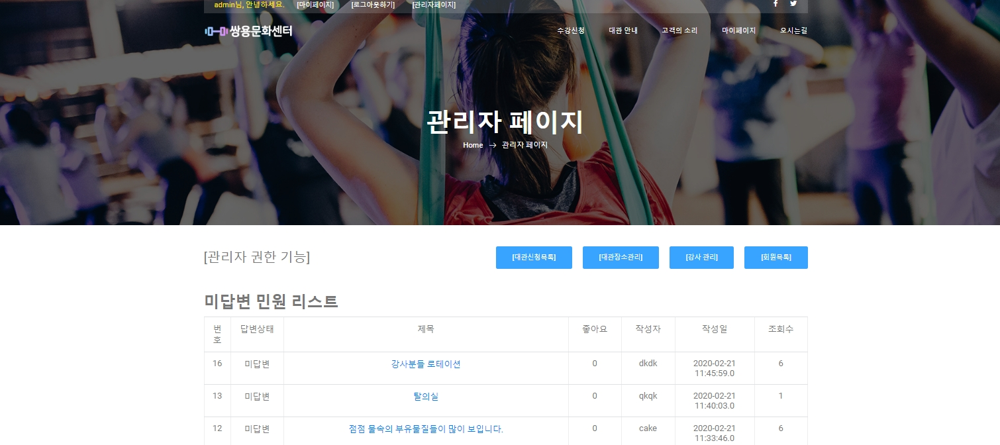 admin님, 안녕하세요. [마이페이지] [로그아웃하기] [관리자페이지]
쌍용문화센터 수강신청 대관 안내 고객의 소리 마이페이지 오시는길
관리자 페이지
Home → 관리자 페이지
[관리자 권한 기능] [대관신청목록] [대관장소관리] [강사 관리] [회원목록]
미답변 민원 리스트
번호 답변상태 제목 좋아요 작성자 작성일 조회수
16 미답변 강사분들 로테이션 0 dkdk 2020-02-21 11:45:59.0 6
13 미답변 탈의실 0 qkqk 2020-02-21 11:40:03.0 1
12 미답변 점점 물속의 부유물질들이 많이 보입니다. 0 cake 2020-02-21 11:33:46.0 6